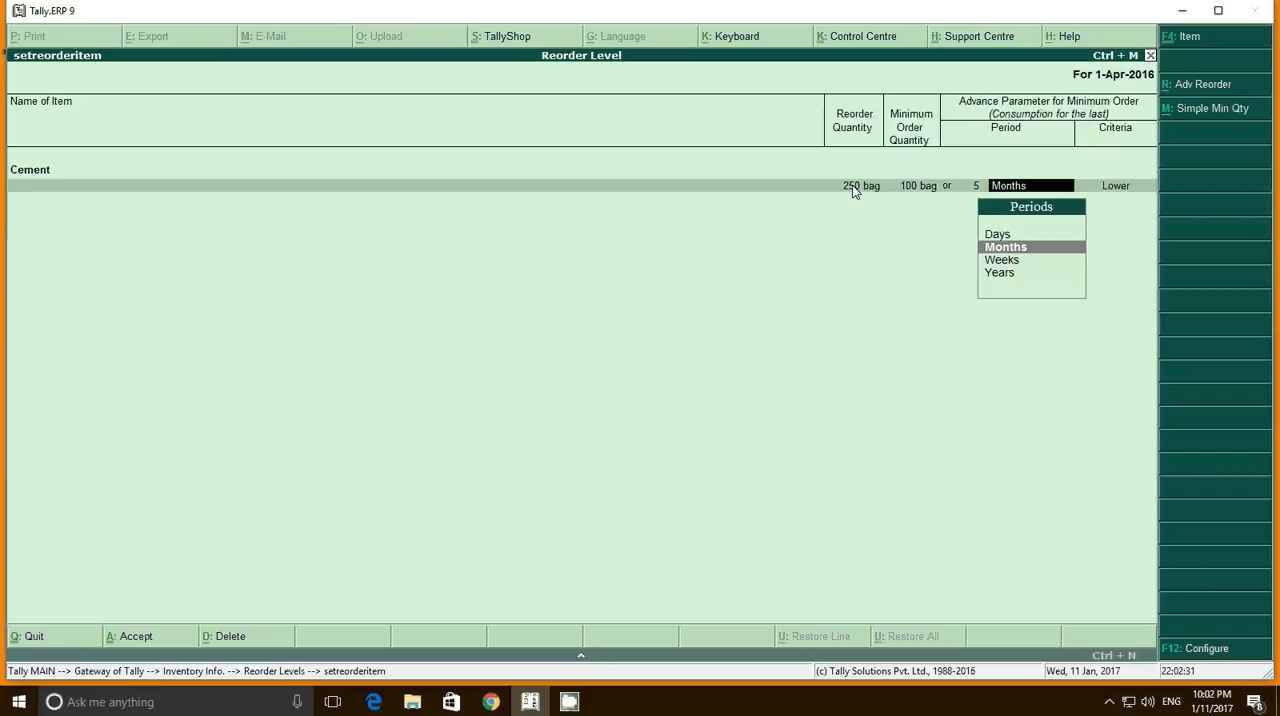 Tally.ERP 9
P: Print E: Export M: E-Mail O: Upload S: TallyShop G: Language K: Keyboard K: Control Centre H: Support Centre H: Help F4: Item
setreorderitem Reorder Level Ctrl + M
For 1-Apr-2016
R: Adv Reorder
M: Simple Min Qty
Name of Item Reorder Quantity Minimum Order Quantity Advance Parameter for Minimum Order
(Consumption for the last)
Period Criteria
Cement
250 bag 100 bag or 5 Months Lower
Periods
Days
Months
Weeks
Years
Q: Quit A: Accept D: Delete U: Restore Line U: Restore All
F12: Configure
Ctrl + N
Tally MAIN --> Gateway of Tally --> Inventory Info. --> Reorder Levels --> setreorderitem (c) Tally Solutions Pvt. Ltd., 1988-2016 Wed, 11 Jan, 2017 22:02:31
Ask me anything ENG 10:02 PM
1/11/2017